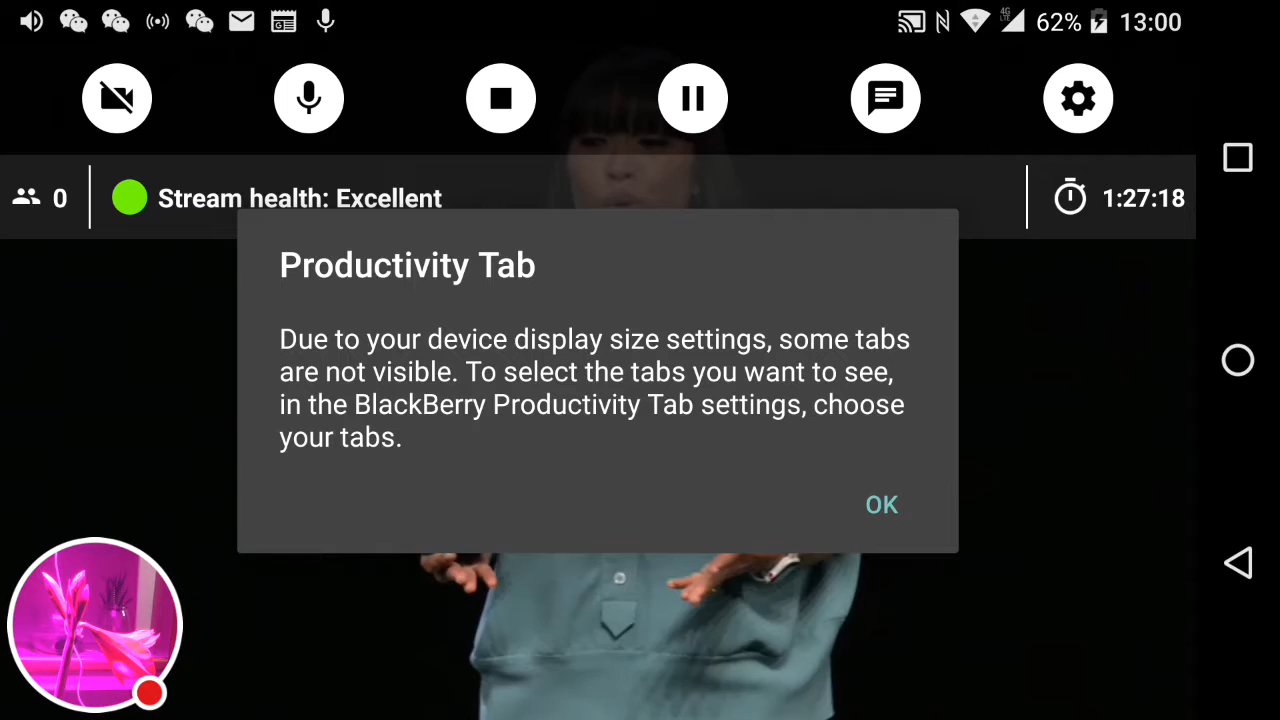 4G
LTE
62%
13:00
0
Stream health: Excellent
1:27:18
Productivity Tab
Due to your device display size settings, some tabs
are not visible. To select the tabs you want to see,
in the BlackBerry Productivity Tab settings, choose
your tabs.
OK